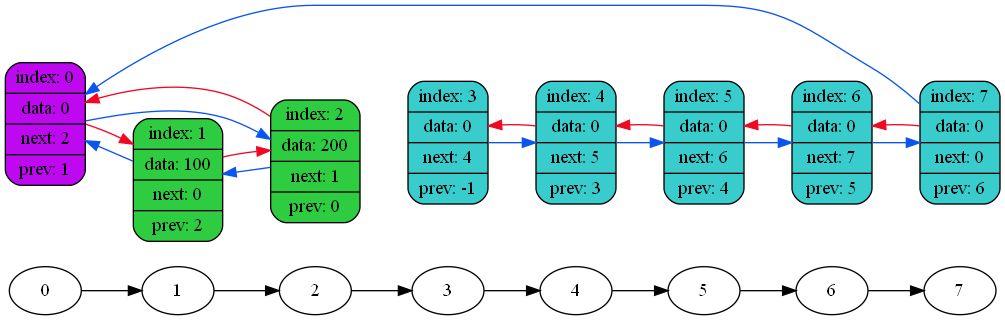 index: 0
data: 0
next: 2
prev: 1
index: 1
data: 100
next: 0
prev: 2
index: 2
data: 200
next: 1
prev: 0
index: 3
data: 0
next: 4
prev: -1
index: 4
data: 0
next: 5
prev: 3
index: 5
data: 0
next: 6
prev: 4
index: 6
data: 0
next: 7
prev: 5
index: 7
data: 0
next: 0
prev: 6
0
1
2
3
4
5
6
7